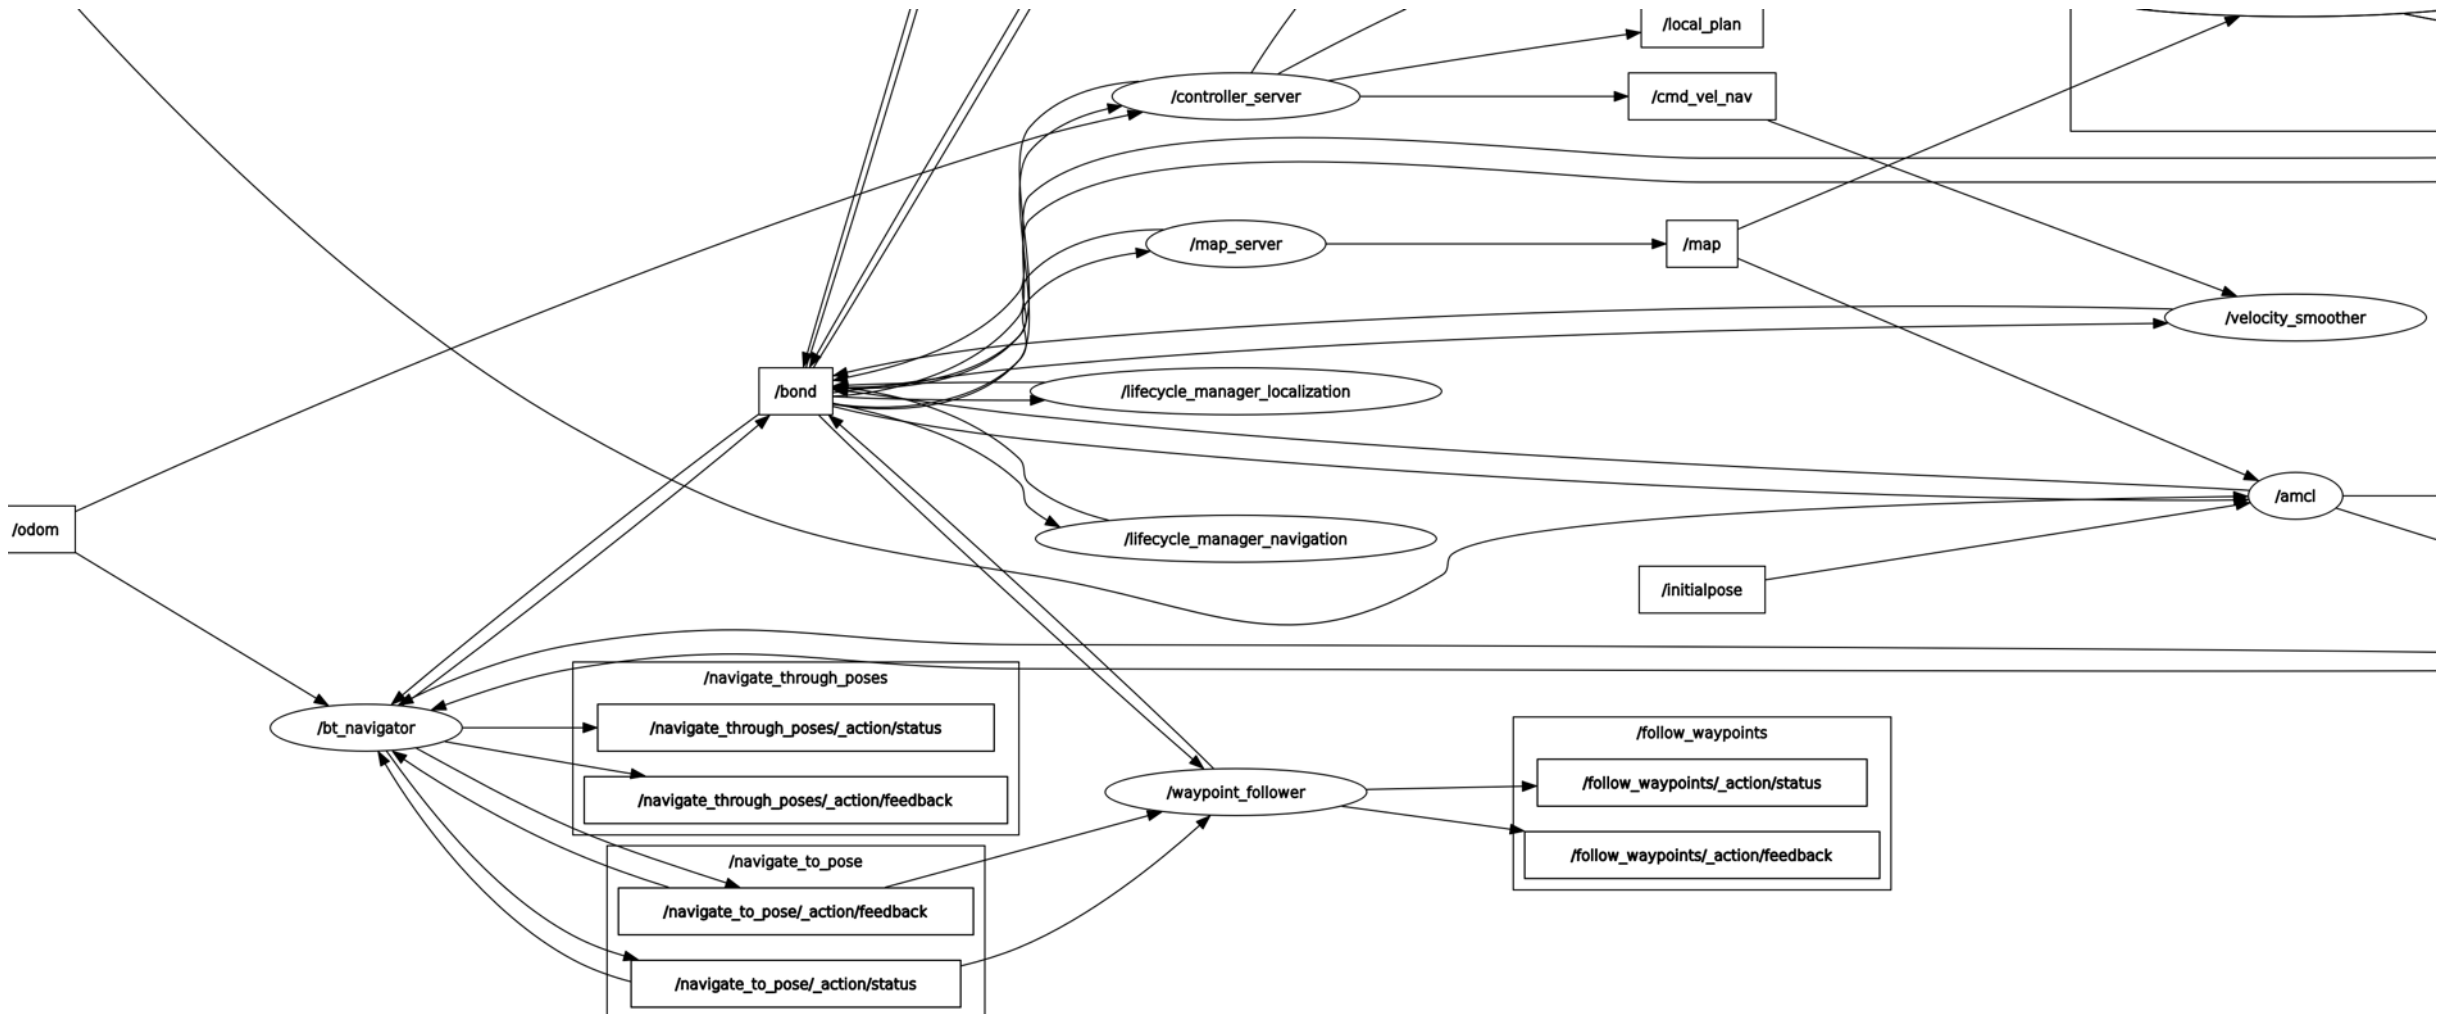 /local_plan
/controller_server
/cmd_vel_nav
/map_server
/map
/velocity_smoother
/bond
/lifecycle_manager_localization
/amcl
/odom
/lifecycle_manager_navigation
/initialpose
/navigate_through_poses
/bt_navigator
/navigate_through_poses/_action/status
/navigate_through_poses/_action/feedback
/follow_waypoints
/follow_waypoints/_action/status
/waypoint_follower
/follow_waypoints/_action/feedback
/navigate_to_pose
/navigate_to_pose/_action/feedback
/navigate_to_pose/_action/status